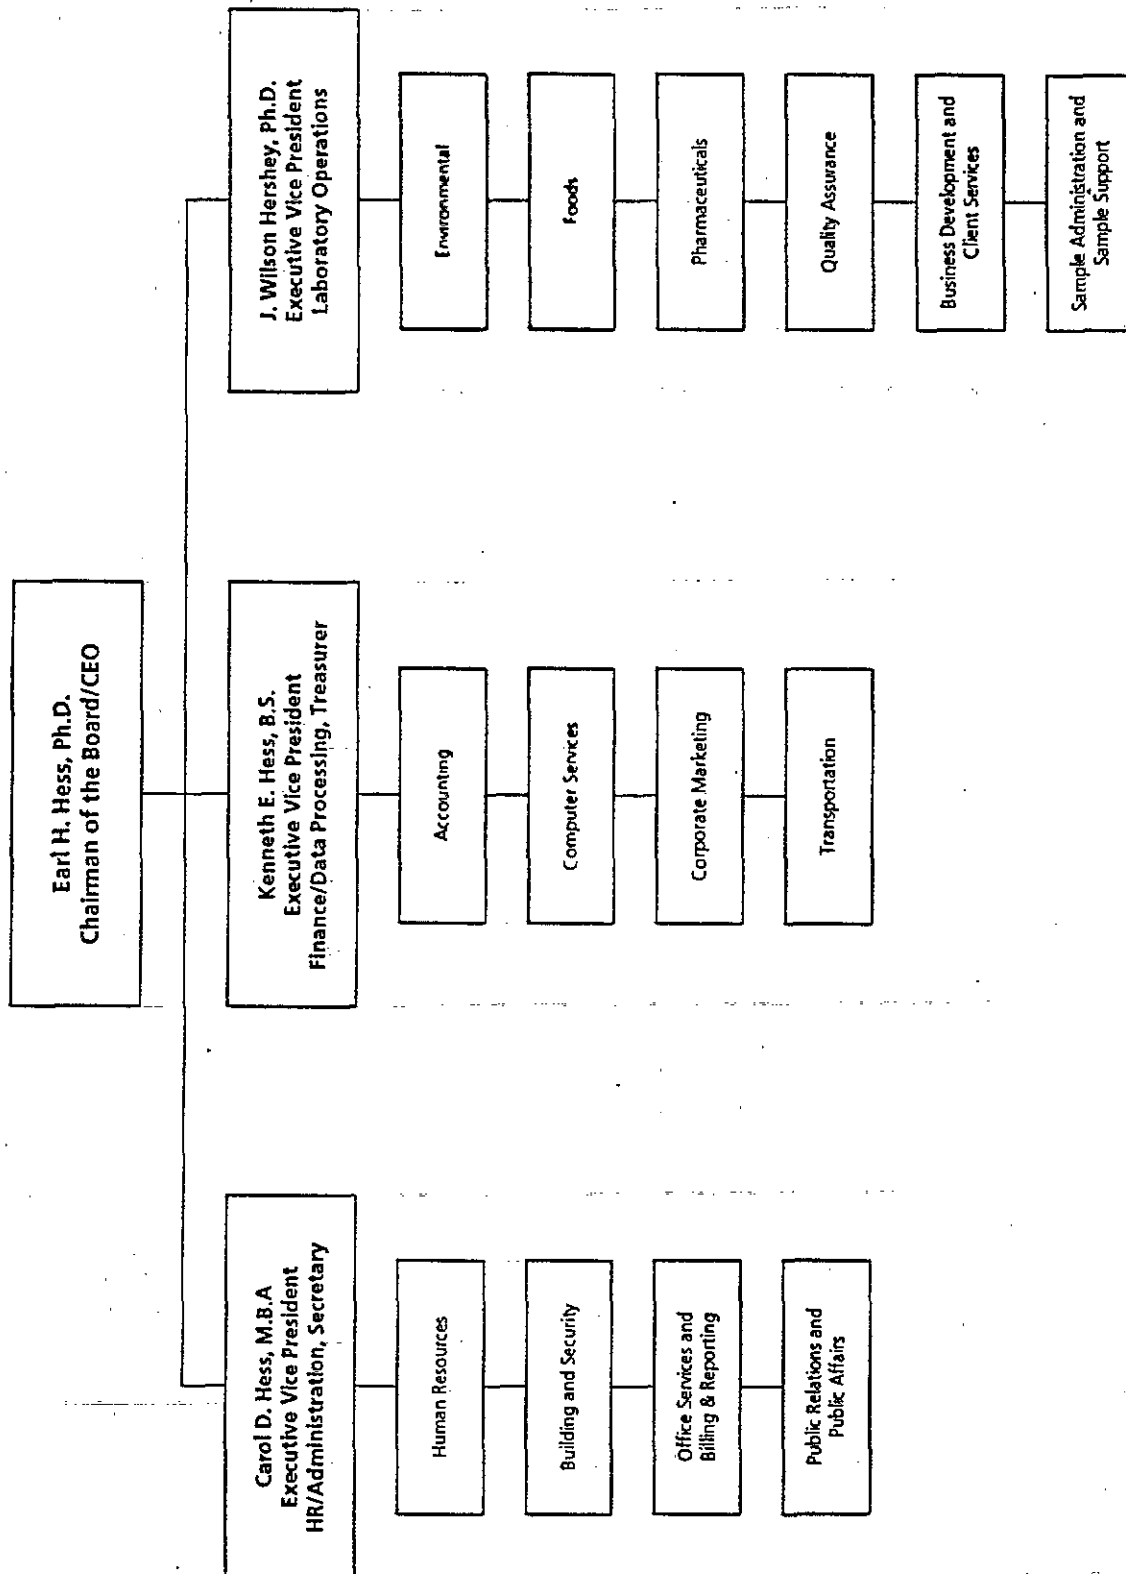 Earl H. Hess, Ph.D.
Chairman of the Board/CEO
Carol D. Hess, M.B.A
Executive Vice President
HR/Administration, Secretary
Human Resources
Building and Security
Office Services and
Billing & Reporting
Public Relations and
Public Affairs
Kenneth E. Hess, B.S.
Executive Vice President
Finance/Data Processing, Treasurer
Accounting
Computer Services
Corporate Marketing
Transportation
J. Wilson Hershey, Ph.D.
Executive Vice President
Laboratory Operations
Environmental
Foods
Pharmaceuticals
Quality Assurance
Business Development and
Client Services
Sample Administration and
Sample Support